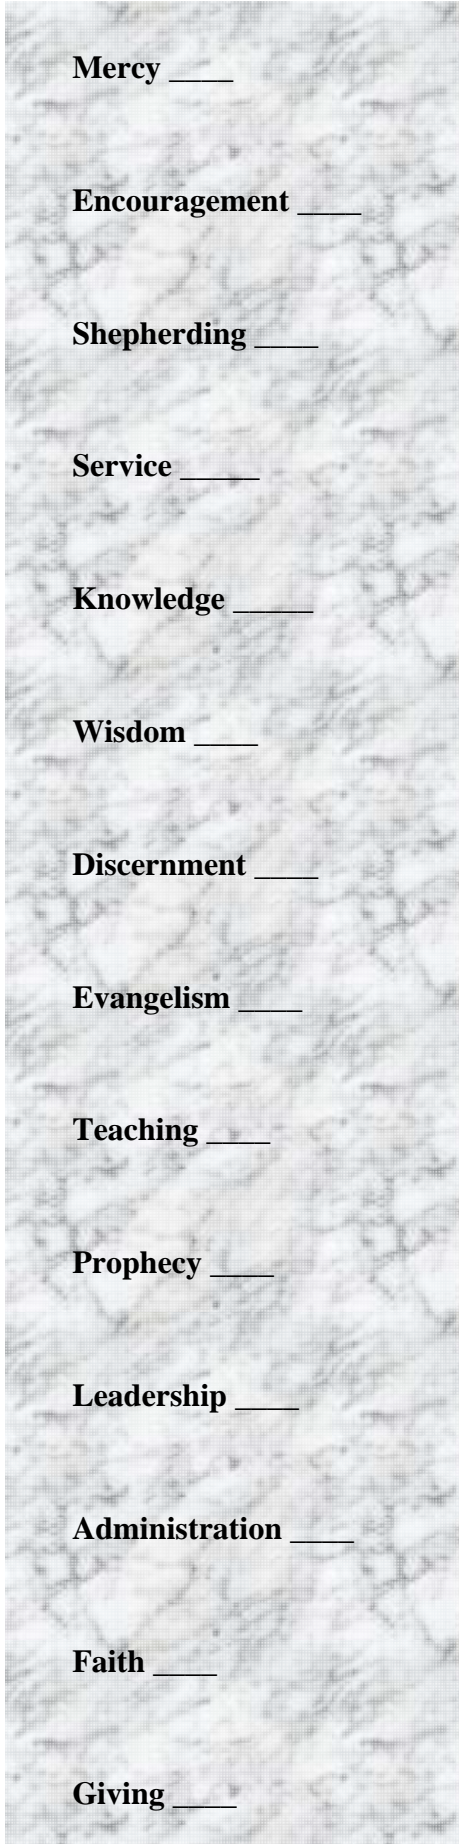 Mercy ____
Encouragement ____
Shepherding ____
Service _____
Knowledge _____
Wisdom ____
Discernment ____
Evangelism ____
Teaching ____
Prophecy ____
Leadership ____
Administration ____
Faith ____
Giving ____